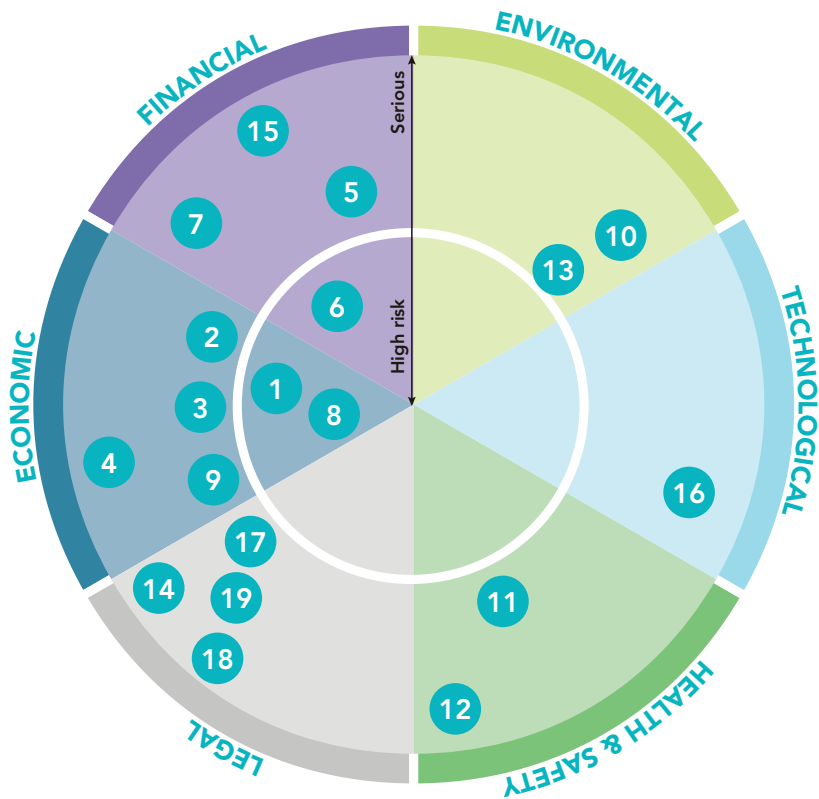 FINANCIAL
ENVIRONMENTAL
Serious
15
5
7
10
13
6
High risk
2
1
3
8
ECONOMIC
TECHNOLOGICAL
4
9
16
17
14
19
11
18
12
LEGAL
HEALTH & SAFETY